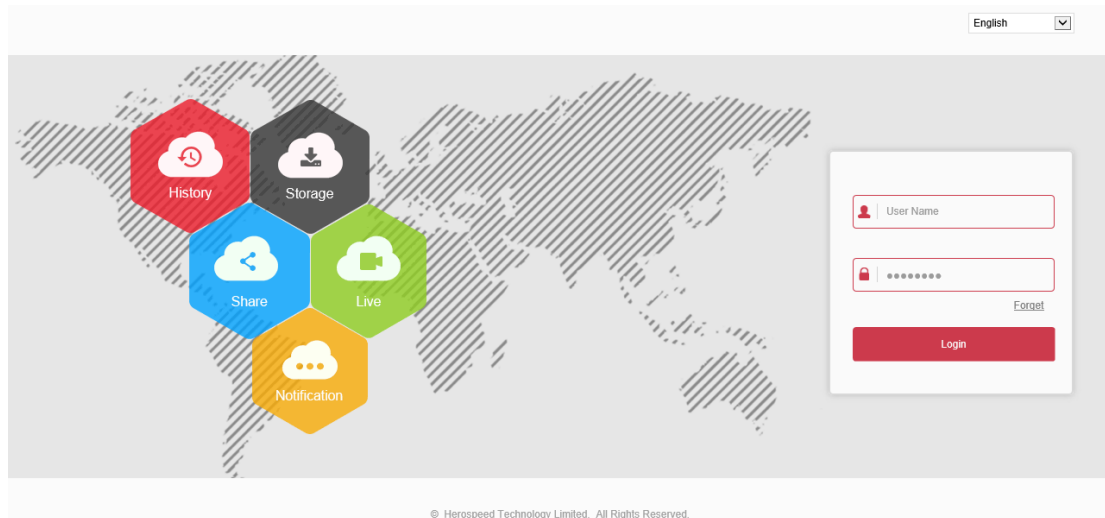 English
History
Storage
User Name
Share
Live
Forget
Login
Notification
© Herospeed Technology Limited. All Rights Reserved.